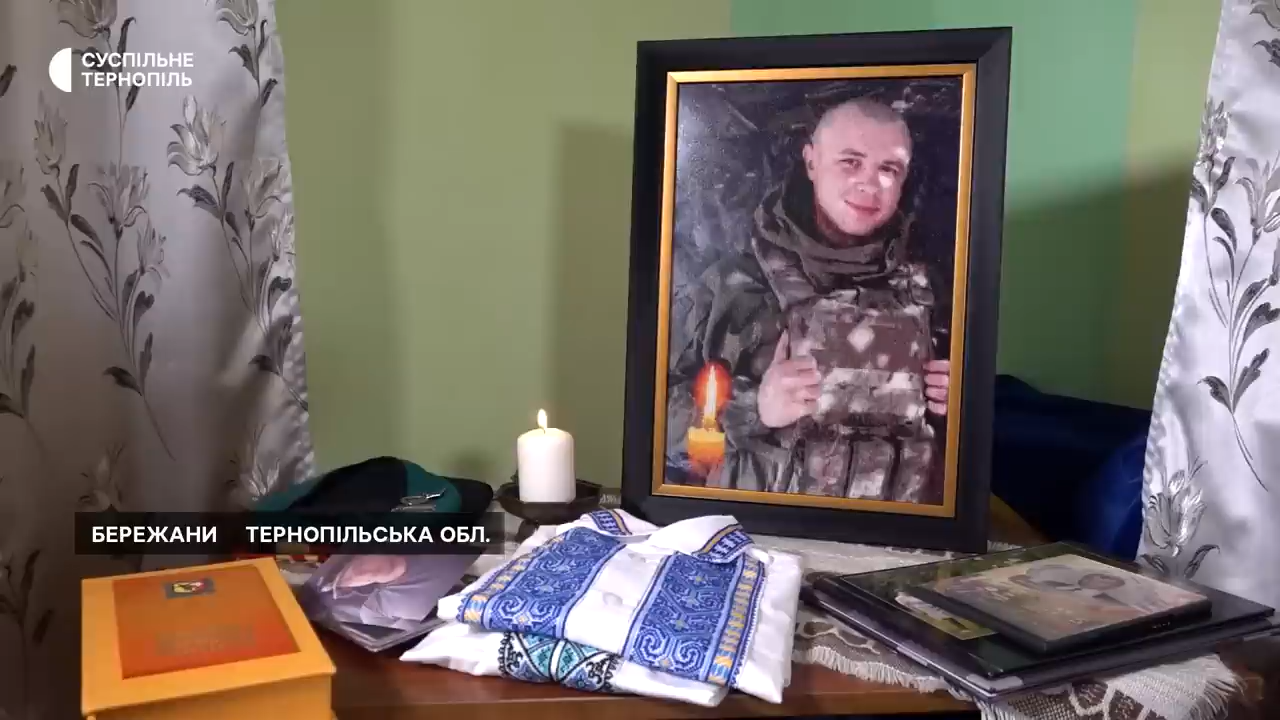 СУСПІЛЬНЕ
ТЕРНОПІЛЬ
БЕРЕЖАНИ ТЕРНОПІЛЬСЬКА ОБЛ.